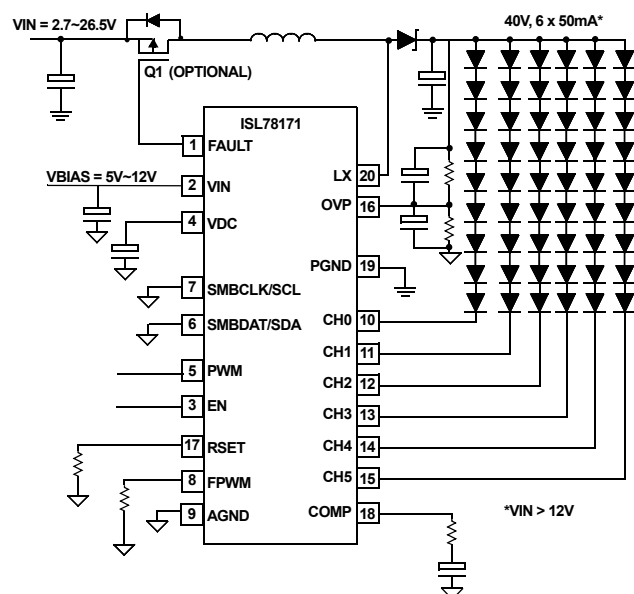 VIN = 2.7~26.5V
40V, 6 x 50mA*
Q1 (OPTIONAL)
ISL78171
1 FAULT
VBIAS = 5V~12V
2 VIN
LX 20
4 VDC
OVP 16
PGND 19
7 SMBCLK/SCL
6 SMBDAT/SDA
CH0 10
CH1 11
5 PWM
CH2 12
3 EN
CH3 13
17 RSET
CH4 14
8 FPWM
CH5 15
9 AGND
COMP 18
*VIN > 12V